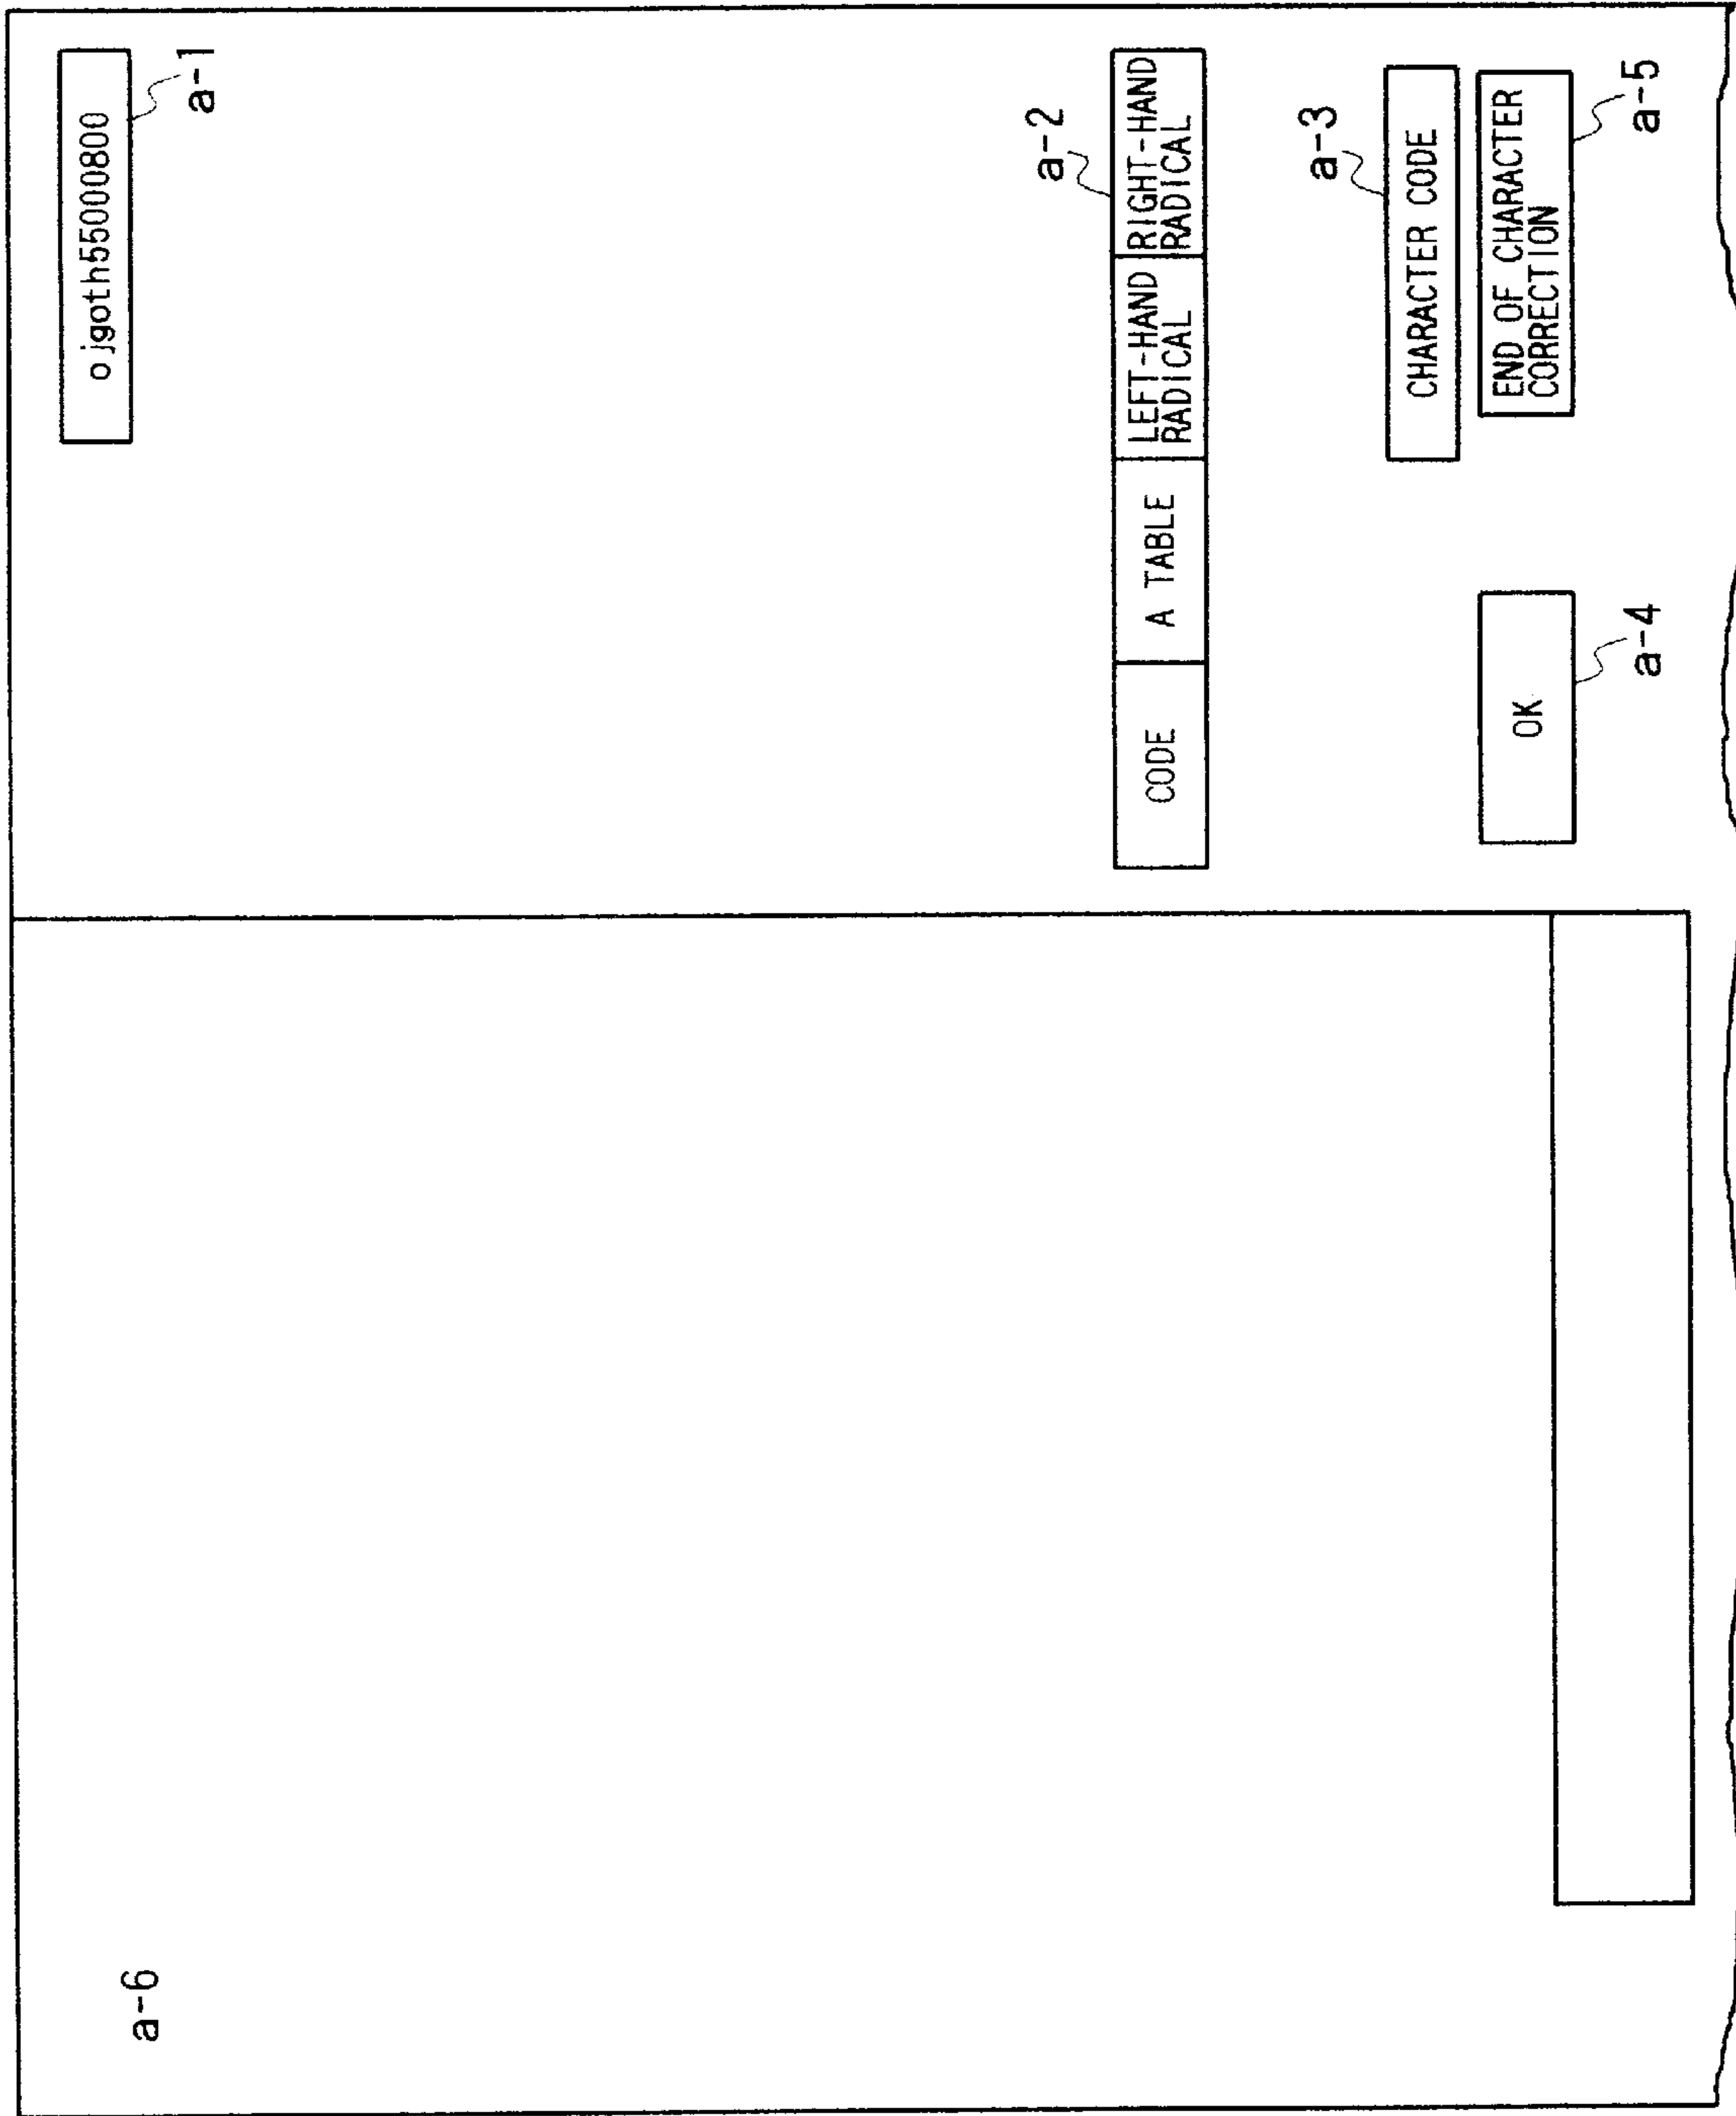 ojgoth55000800
a-1
a-6
a-2
CODE
A TABLE
LEFT-HAND
RADICAL
RIGHT-HAND
RADICAL
a-3
CHARACTER CODE
OK
END OF CHARACTER
CORRECTION
a-4
a-5